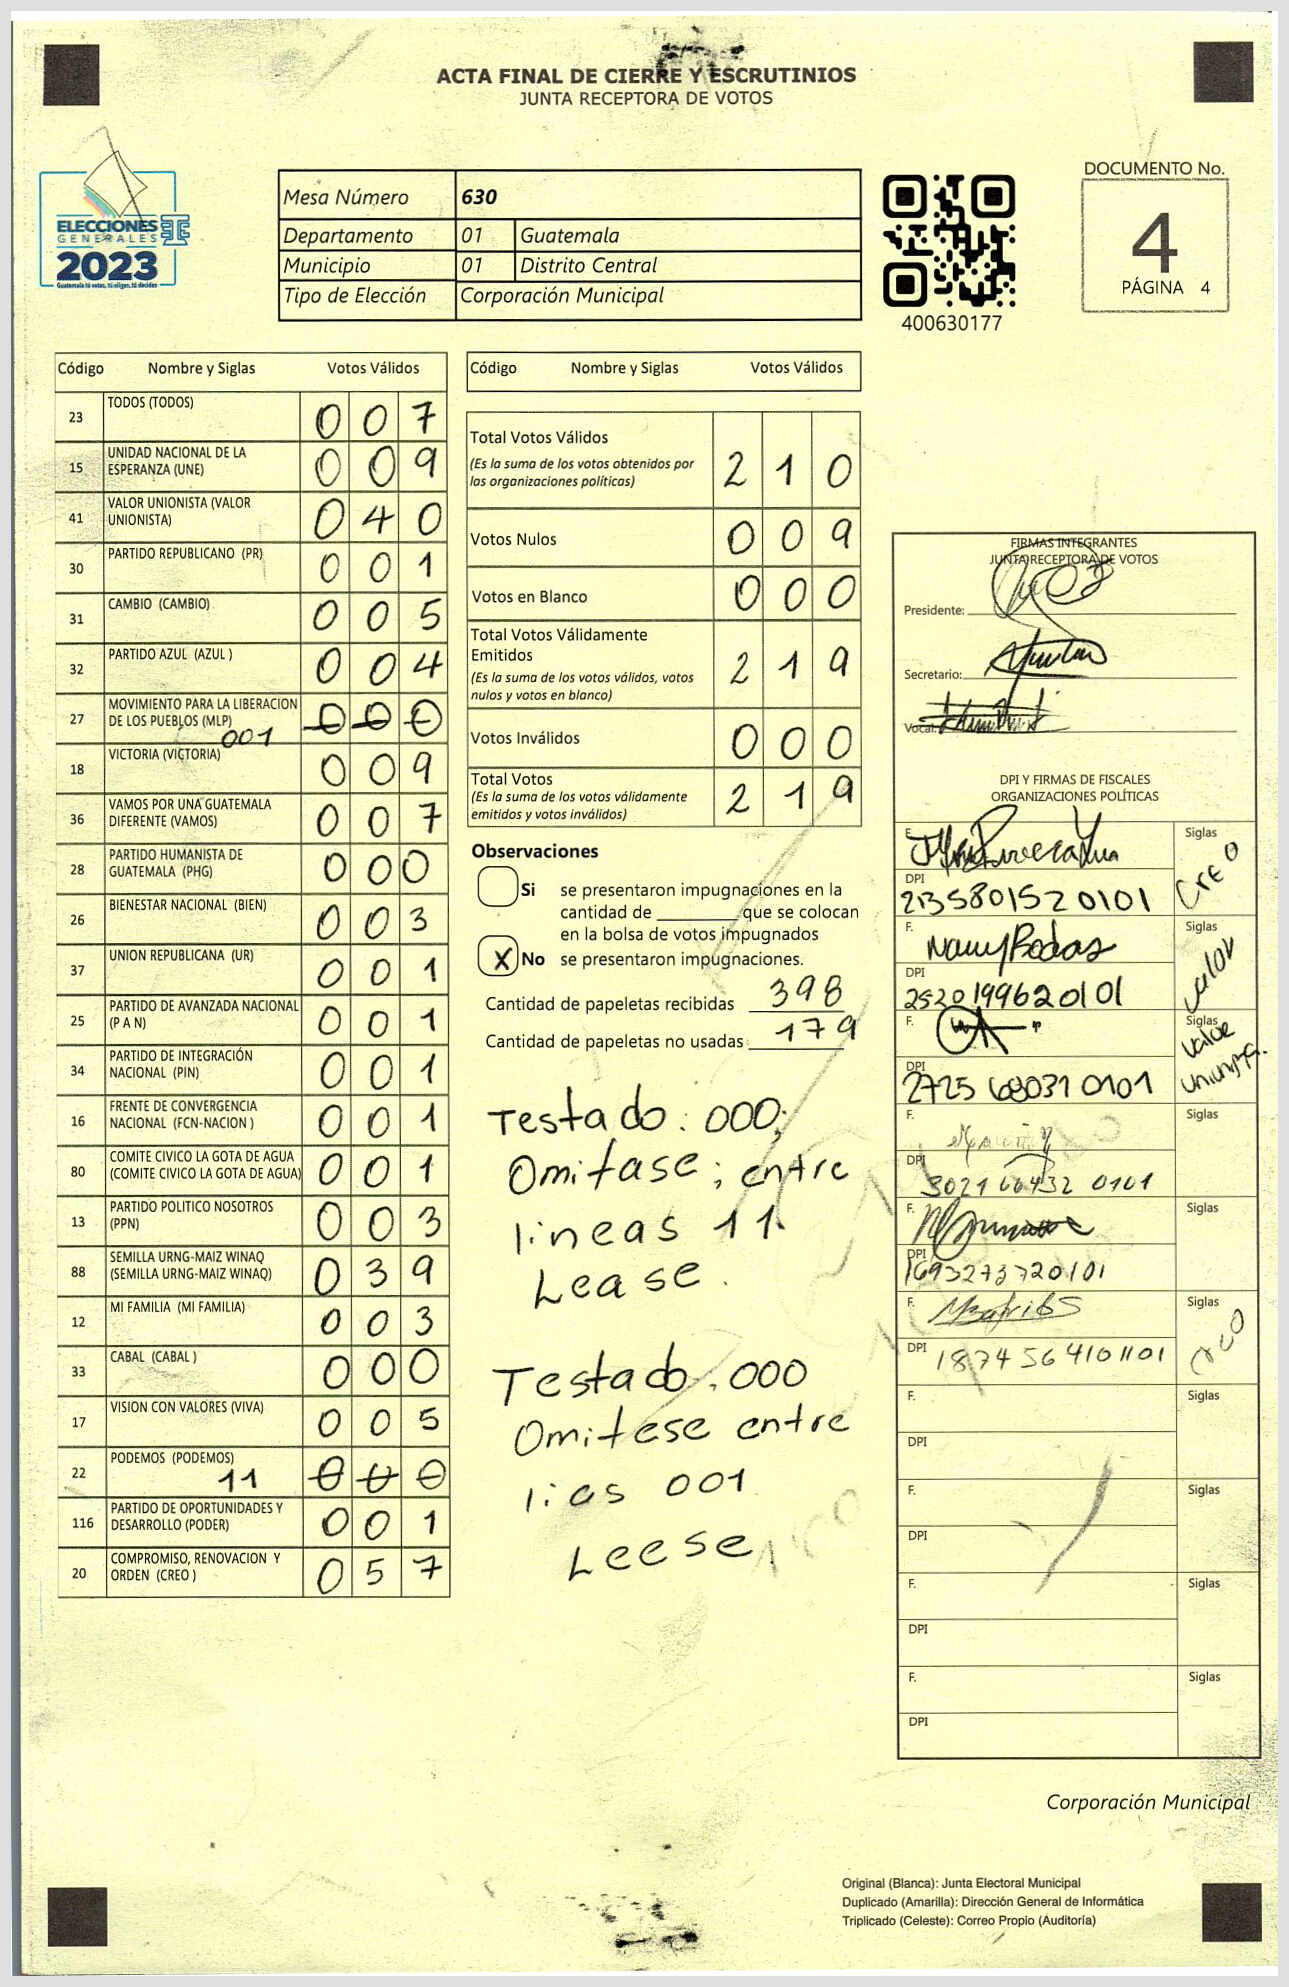 ACTA FINAL DE CIERRE Y ESCRUTINIOS
JUNTA RECEPTORA DE VOTOS
ELECCIONES
GENERALES
2023
Guatemala tú votas, tú eliges, tú decides
Mesa Número 630
Departamento 01 Guatemala
Municipio 01 Distrito Central
Tipo de Elección Corporación Municipal
400630177
DOCUMENTO No.
4
PÁGINA 4
Código Nombre y Siglas Votos Válidos
23 TODOS (TODOS) 0 0 7
15 UNIDAD NACIONAL DE LA
ESPERANZA (UNE) 0 0 9
41 VALOR UNIONISTA (VALOR
UNIONISTA) 0 4 0
30 PARTIDO REPUBLICANO (PR) 0 0 1
31 CAMBIO (CAMBIO) 0 0 5
32 PARTIDO AZUL (AZUL ) 0 0 4
27 MOVIMIENTO PARA LA LIBERACION
DE LOS PUEBLOS (MLP) 0 0 0
001
18 VICTORIA (VICTORIA) 0 0 9
36 VAMOS POR UNA GUATEMALA
DIFERENTE (VAMOS) 0 0 7
28 PARTIDO HUMANISTA DE
GUATEMALA (PHG) 0 0 0
26 BIENESTAR NACIONAL (BIEN) 0 0 3
37 UNION REPUBLICANA (UR) 0 0 1
25 PARTIDO DE AVANZADA NACIONAL
(P A N) 0 0 1
34 PARTIDO DE INTEGRACIÓN
NACIONAL (PIN) 0 0 1
16 FRENTE DE CONVERGENCIA
NACIONAL (FCN-NACION ) 0 0 1
80 COMITE CIVICO LA GOTA DE AGUA
(COMITE CIVICO LA GOTA DE AGUA) 0 0 1
13 PARTIDO POLITICO NOSOTROS
(PPN) 0 0 3
88 SEMILLA URNG-MAIZ WINAQ
(SEMILLA URNG-MAIZ WINAQ) 0 3 9
12 MI FAMILIA (MI FAMILIA) 0 0 3
33 CABAL (CABAL ) 0 0 0
17 VISION CON VALORES (VIVA) 0 0 5
22 PODEMOS (PODEMOS) 0 0 0
11
116 PARTIDO DE OPORTUNIDADES Y
DESARROLLO (PODER) 0 0 1
20 COMPROMISO, RENOVACION Y
ORDEN (CREO ) 0 5 7
Código Nombre y Siglas Votos Válidos
Total Votos Válidos 2 1 0
(Es la suma de los votos obtenidos por
las organizaciones políticas)
Votos Nulos 0 0 9
Votos en Blanco 0 0 0
Total Votos Válidamente
Emitidos 2 1 9
(Es la suma de los votos válidos, votos
nulos y votos en blanco)
Votos Inválidos 0 0 0
Total Votos 2 1 9
(Es la suma de los votos válidamente
emitidos y votos inválidos)
Observaciones
Si se presentaron impugnaciones en la
cantidad de ________ que se colocan
en la bolsa de votos impugnados
X No se presentaron impugnaciones.
Cantidad de papeletas recibidas 398
Cantidad de papeletas no usadas 179
Testado : 000;
Omitase ; entre
lineas 11.
Lease.
Testado. 000
Omitese entre
lias 001
Leese.
FIRMAS INTEGRANTES
JUNTA RECEPTORA DE VOTOS
Presidente:
Secretario:
Vocal:
DPI Y FIRMAS DE FISCALES
ORGANIZACIONES POLÍTICAS
F. Siglas
CREO
DPI
2135801520101
F. Nancy Rodas Siglas
valor
DPI
2520199620101
F. Siglas
valor
unionista.
DPI
2725 68031 0101
F. Siglas
DPI
3021 66432 0101
F. Siglas
DPI
1693273720101
F. Siglas
creo
DPI 1874564101101
F. Siglas
DPI
F. Siglas
DPI
F. Siglas
DPI
F. Siglas
DPI
Corporación Municipal
Original (Blanca): Junta Electoral Municipal
Duplicado (Amarilla): Dirección General de Informática
Triplicado (Celeste): Correo Propio (Auditoría)